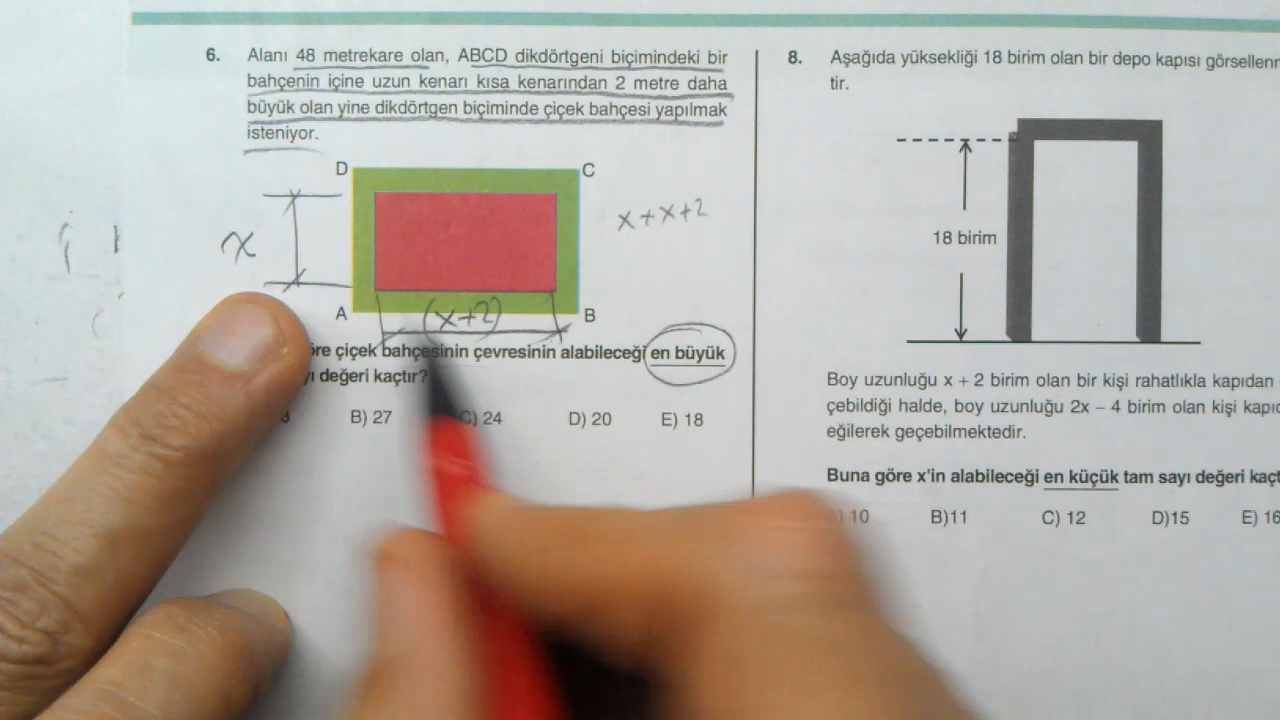 6. Alanı 48 metrekare olan, ABCD dikdörtgeni biçimindeki bir
bahçenin içine uzun kenarı kısa kenarından 2 metre daha
büyük olan yine dikdörtgen biçiminde çiçek bahçesi yapılmak
isteniyor.
D C
x+x+2
x
A B
(x+2)
çiçek bahçesinin çevresinin alabileceği en büyük
değeri kaçtır?
B) 27 C) 24 D) 20 E) 18
8. Aşağıda yüksekliği 18 birim olan bir depo kapısı
tir.
18 birim
Boy uzunluğu x + 2 birim olan bir kişi rahatlıkla kapıdan
çebildiği halde, boy uzunluğu 2x – 4 birim olan kişi
eğilerek geçebilmektedir.
Buna göre x'in alabileceği en küçük tam sayı değeri
10 B)11 C) 12 D)15 E) 16